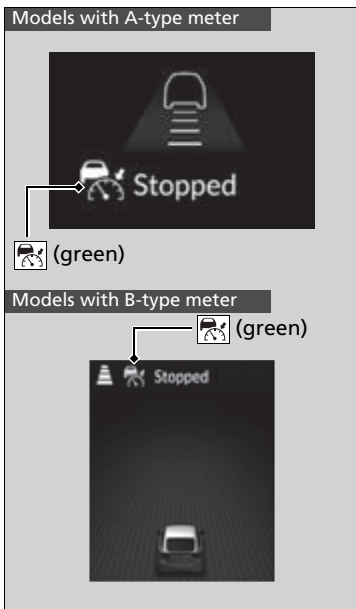 Models with A-type meter
Stopped
(green)
Models with B-type meter
(green)
Stopped